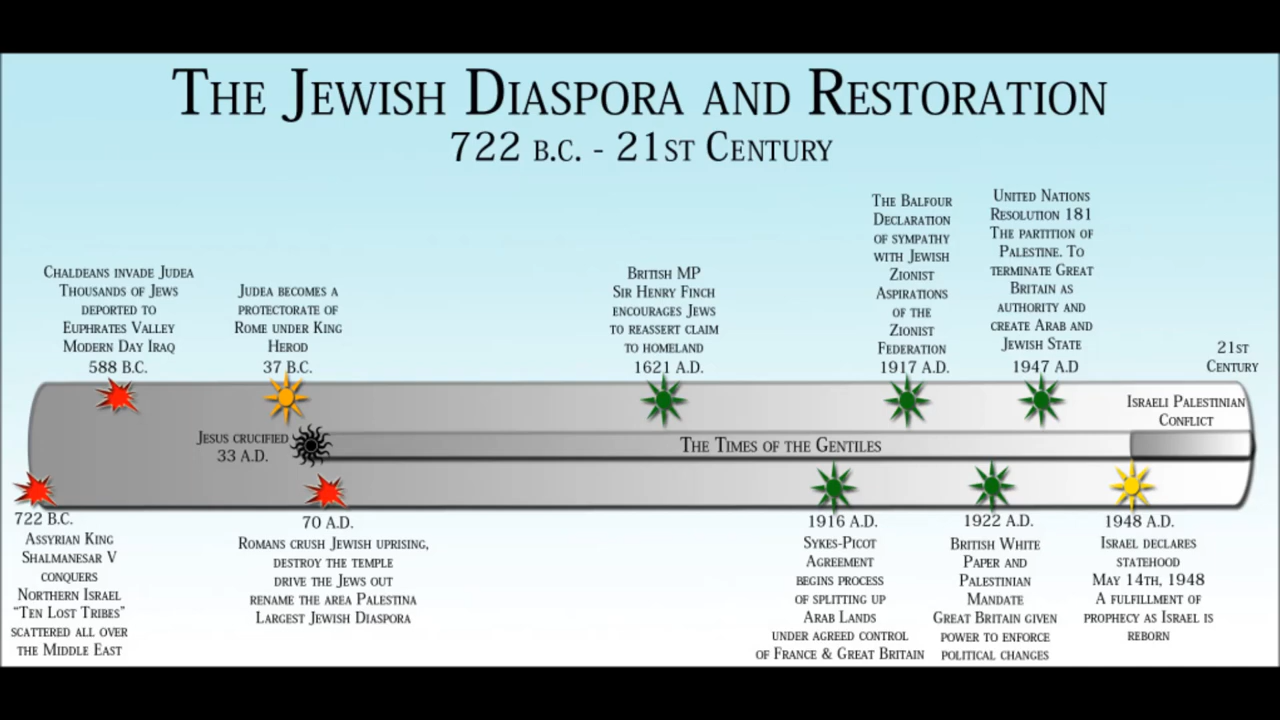 The Jewish Diaspora and Restoration
722 B.C. - 21st Century
Chaldeans invade Judea
Thousands of Jews
deported to
Euphrates Valley
Modern Day Iraq
588 B.C.
Judea becomes a
protectorate of
Rome under King
Herod
37 B.C.
British MP
Sir Henry Finch
encourages Jews
to reassert claim
to homeland
1621 A.D.
The Balfour
Declaration
of sympathy
with Jewish
Zionist
Aspirations
of the
Zionist
Federation
1917 A.D.
United Nations
Resolution 181
The partition of
Palestine. To
terminate Great
Britain as
authority and
create Arab and
Jewish State
1947 A.D
21st
Century
Israeli Palestinian
Conflict
Jesus crucified
33 A.D.
The Times of the Gentiles
722 B.C.
Assyrian King
Shalmanesar V
conquers
Northern Israel
"Ten Lost Tribes"
scattered all over
the Middle East
70 A.D.
Romans crush Jewish uprising,
destroy the temple
drive the Jews out
rename the area Palestina
Largest Jewish Diaspora
1916 A.D.
Sykes-Picot
Agreement
begins process
of splitting up
Arab Lands
under agreed control
of France & Great Britain
1922 A.D.
British White
Paper and
Palestinian
Mandate
Great Britain given
power to enforce
political changes
1948 A.D.
Israel declares
statehood
May 14th, 1948
A fulfillment of
prophecy as Israel is
reborn